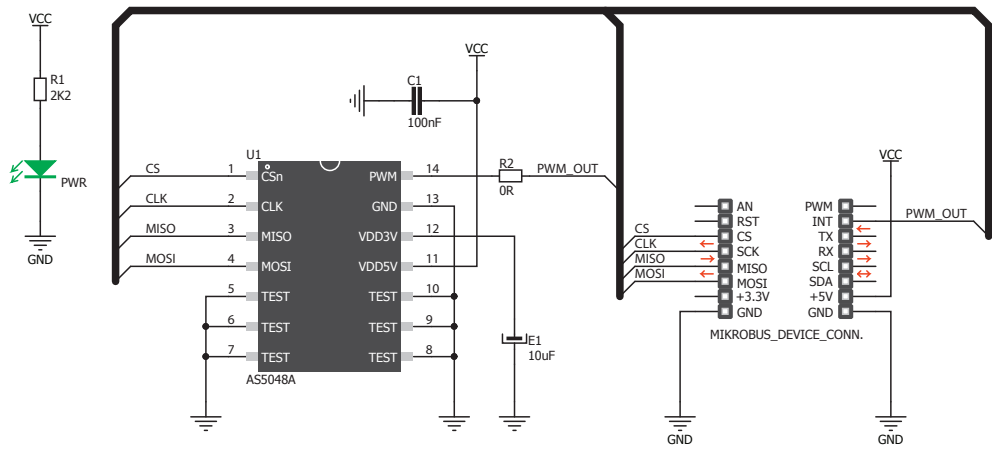 VCC
R1
2K2
PWR
GND
VCC
C1
100nF
U1
CS 1 CSn
CLK 2 CLK
MISO 3 MISO
MOSI 4 MOSI
5 TEST
6 TEST
7 TEST
PWM 14
GND 13
VDD3V 12
VDD5V 11
TEST 10
TEST 9
TEST 8
AS5048A
R2
0R
PWM_OUT
E1
10uF
CS
CLK
MISO
MOSI
AN
RST
CS
SCK
MISO
MOSI
+3.3V
GND
PWM
INT
TX
RX
SCL
SDA
+5V
GND
VCC
PWM_OUT
MIKROBUS_DEVICE_CONN.
GND
GND